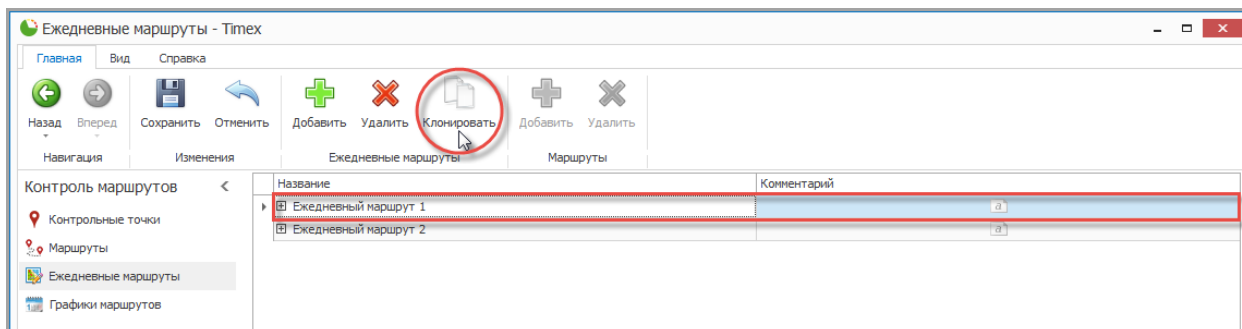 Ежедневные маршруты - Timex
Главная Вид Справка
Назад Вперед Сохранить Отменить Добавить Удалить Клонировать Добавить Удалить
Навигация Изменения Ежедневные маршруты Маршруты
Контроль маршрутов
Название Комментарий
Контрольные точки
Ежедневный маршрут 1 a
Ежедневный маршрут 2 a
Маршруты
Ежедневные маршруты
Графики маршрутов